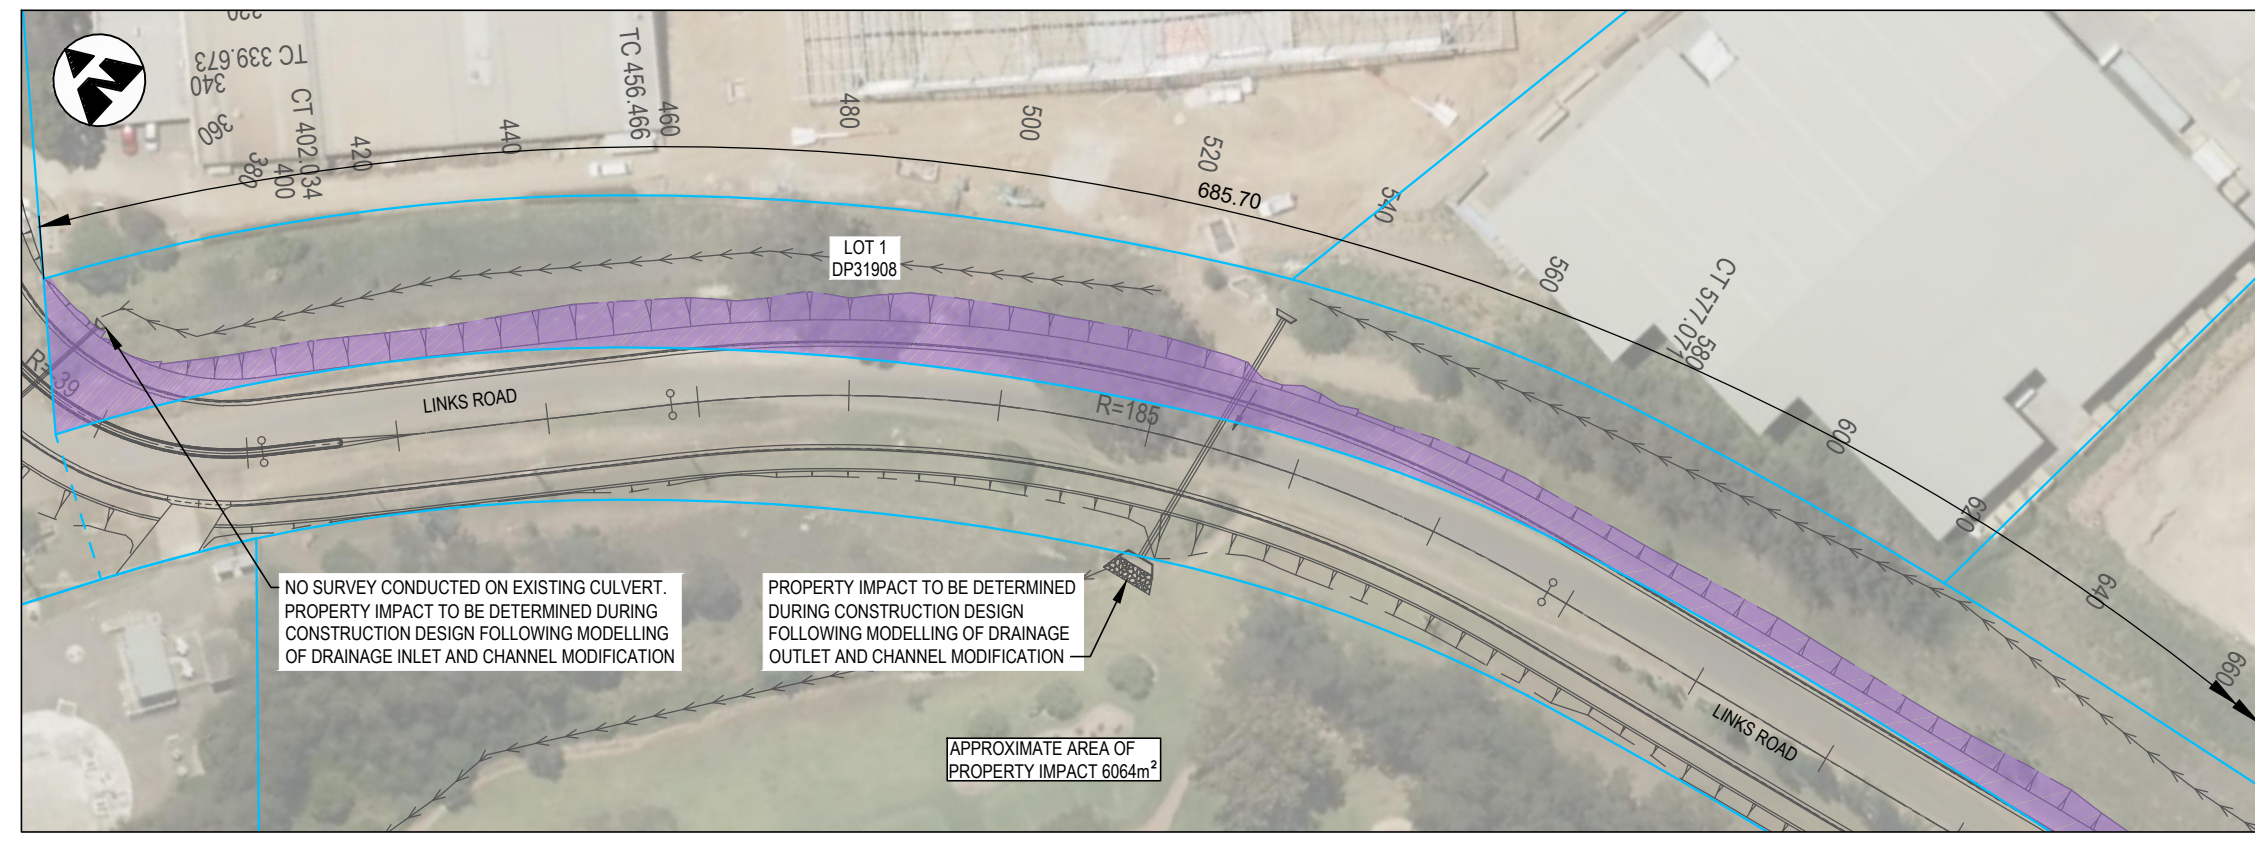 320
TC 339.673
340
360
380
CT 402.034
400
420
440
TC 456.466
460
480
500
520
685.70
540
560
CT 577.071
580
600
620
640
660
LOT 1
DP31908
R=-39
LINKS ROAD
R=185
NO SURVEY CONDUCTED ON EXISTING CULVERT.
PROPERTY IMPACT TO BE DETERMINED DURING
CONSTRUCTION DESIGN FOLLOWING MODELLING
OF DRAINAGE INLET AND CHANNEL MODIFICATION
PROPERTY IMPACT TO BE DETERMINED
DURING CONSTRUCTION DESIGN
FOLLOWING MODELLING OF DRAINAGE
OUTLET AND CHANNEL MODIFICATION
LINKS ROAD
APPROXIMATE AREA OF
PROPERTY IMPACT 6064m²